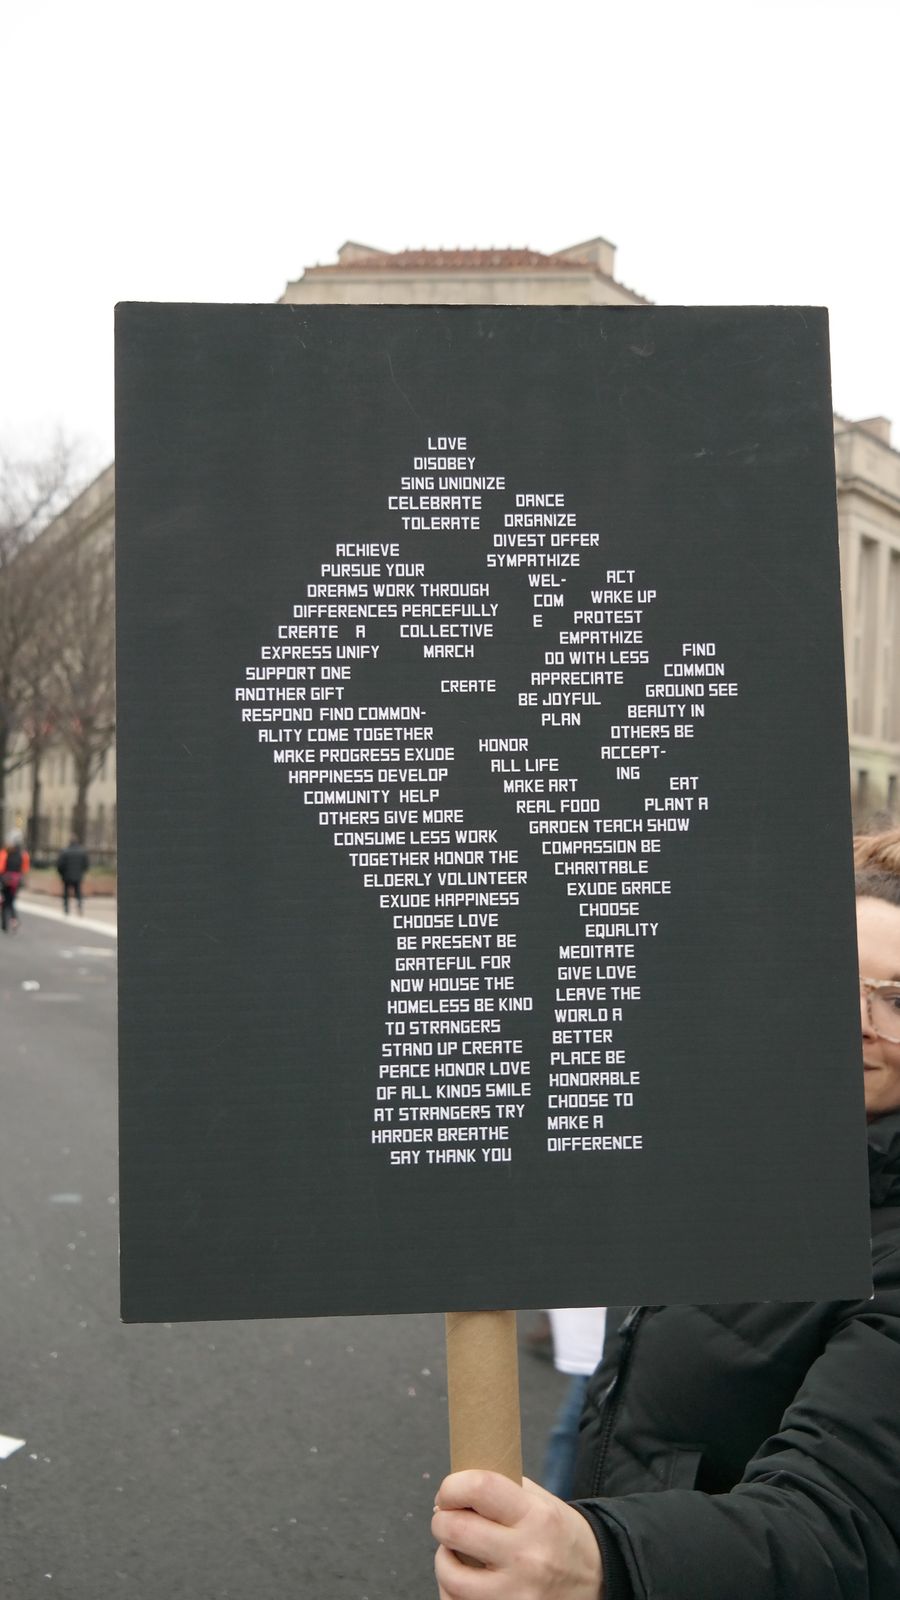 LOVE
DISOBEY
SING UNIONIZE
CELEBRATE
TOLERATE
DANCE
ORGANIZE
DIVEST OFFER
SYMPATHIZE
WEL-
COM
E
ACT
WAKE UP
PROTEST
EMPATHIZE
DO WITH LESS
APPRECIATE
BE JOYFUL
PLAN
FIND
COMMON
GROUND SEE
BEAUTY IN
OTHERS BE
ACCEPT-
ING
ACHIEVE
PURSUE YOUR
DREAMS WORK THROUGH
DIFFERENCES PEACEFULLY
CREATE A COLLECTIVE
EXPRESS UNIFY MARCH
SUPPORT ONE
ANOTHER GIFT CREATE
RESPOND FIND COMMON-
ALITY COME TOGETHER
MAKE PROGRESS EXUDE
HAPPINESS DEVELOP
COMMUNITY HELP
OTHERS GIVE MORE
CONSUME LESS WORK
TOGETHER HONOR THE
ELDERLY VOLUNTEER
EXUDE HAPPINESS
CHOOSE LOVE
BE PRESENT BE
GRATEFUL FOR
NOW HOUSE THE
HOMELESS BE KIND
TO STRANGERS
STAND UP CREATE
PEACE HONOR LOVE
OF ALL KINDS SMILE
AT STRANGERS TRY
HARDER BREATHE
SAY THANK YOU
HONOR
ALL LIFE
MAKE ART EAT
REAL FOOD PLANT A
GARDEN TEACH SHOW
COMPASSION BE
CHARITABLE
EXUDE GRACE
CHOOSE
EQUALITY
MEDITATE
GIVE LOVE
LEAVE THE
WORLD A
BETTER
PLACE BE
HONORABLE
CHOOSE TO
MAKE A
DIFFERENCE